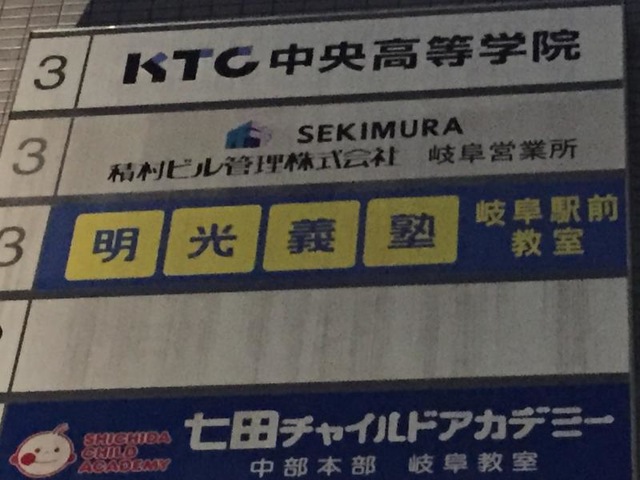 3 KTC 中央高等学院
3 SEKIMURA
積村ビル管理株式会社 岐阜営業所
3 明光義塾 岐阜駅前
教室
SHICHIDA
CHILD
ACADEMY
七田チャイルドアカデミー
中部本部 岐阜教室